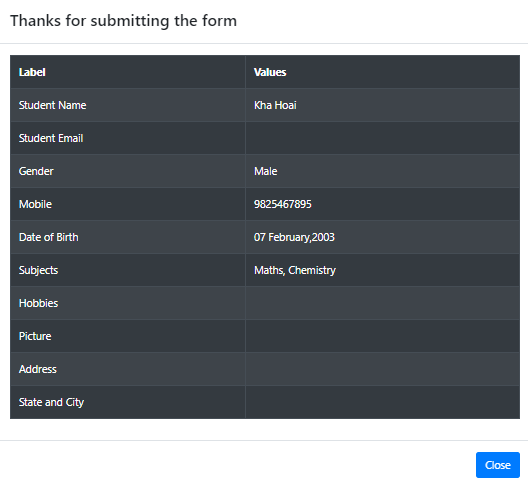 Thanks for submitting the form
Label Values
Student Name Kha Hoai
Student Email
Gender Male
Mobile 9825467895
Date of Birth 07 February,2003
Subjects Maths, Chemistry
Hobbies
Picture
Address
State and City
Close